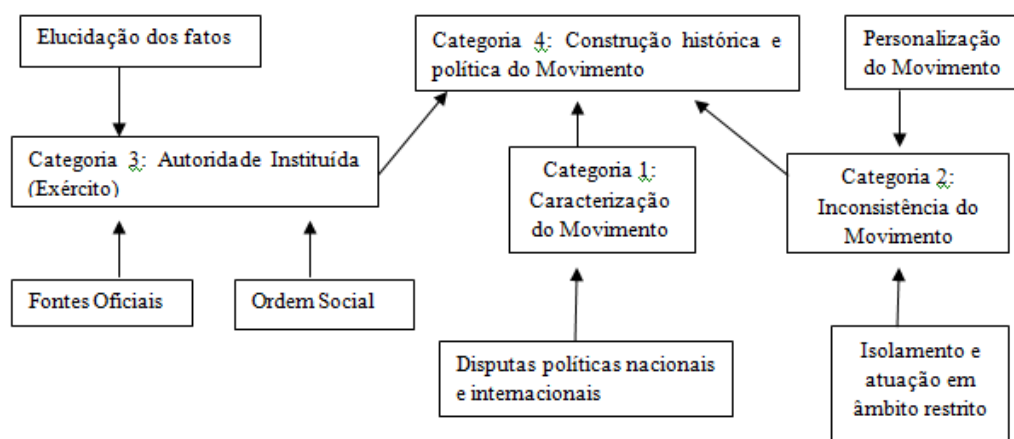 Elucidação dos fatos
Categoria 4: Construção histórica e
política do Movimento
Personalização
do Movimento
Categoria 3: Autoridade Instituída
(Exército)
Categoria 1:
Caracterização
do Movimento
Categoria 2:
Inconsistência do
Movimento
Fontes Oficiais
Ordem Social
Disputas políticas nacionais
e internacionais
Isolamento e
atuação em
âmbito restrito